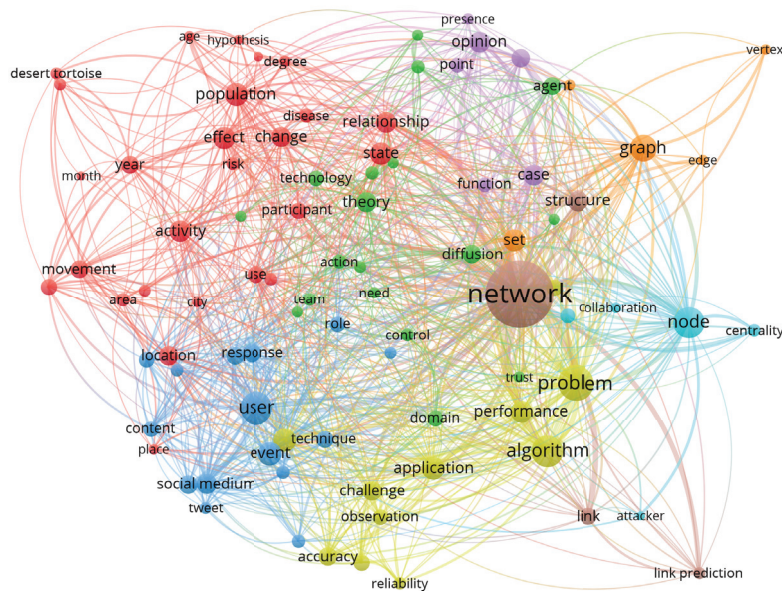 presence
age
hypothesis
opinion
vertex
degree
point
desert tortoise
agent
population
disease
relationship
effect
change
graph
state
edge
year
risk
case
month
technology
function
structure
theory
participant
activity
set
diffusion
movement
action
use
network
area
city
team
need
collaboration
role
node
control
centrality
location
response
trust
problem
user
performance
content
domain
technique
place
event
algorithm
application
social medium
challenge
tweet
observation
link
attacker
accuracy
link prediction
reliability